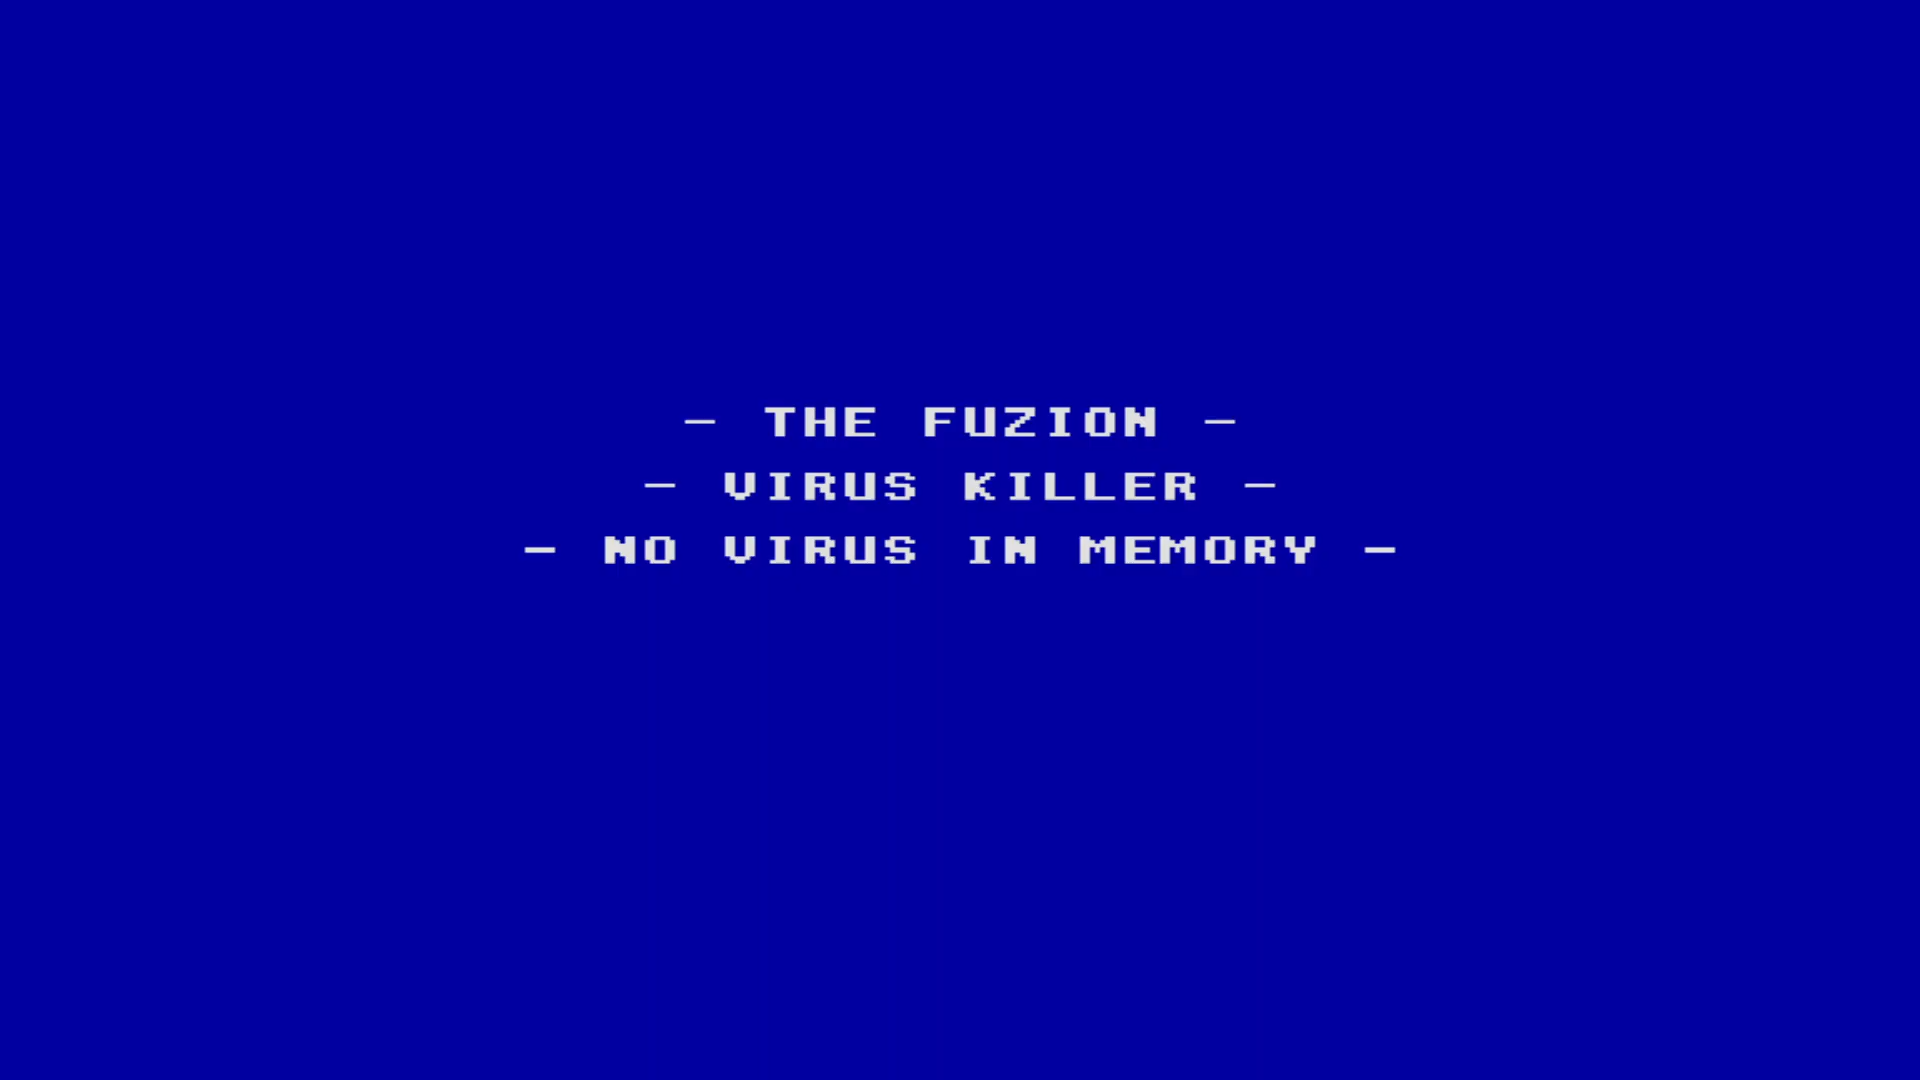 - THE FUZION -
- VIRUS KILLER -
- NO VIRUS IN MEMORY -